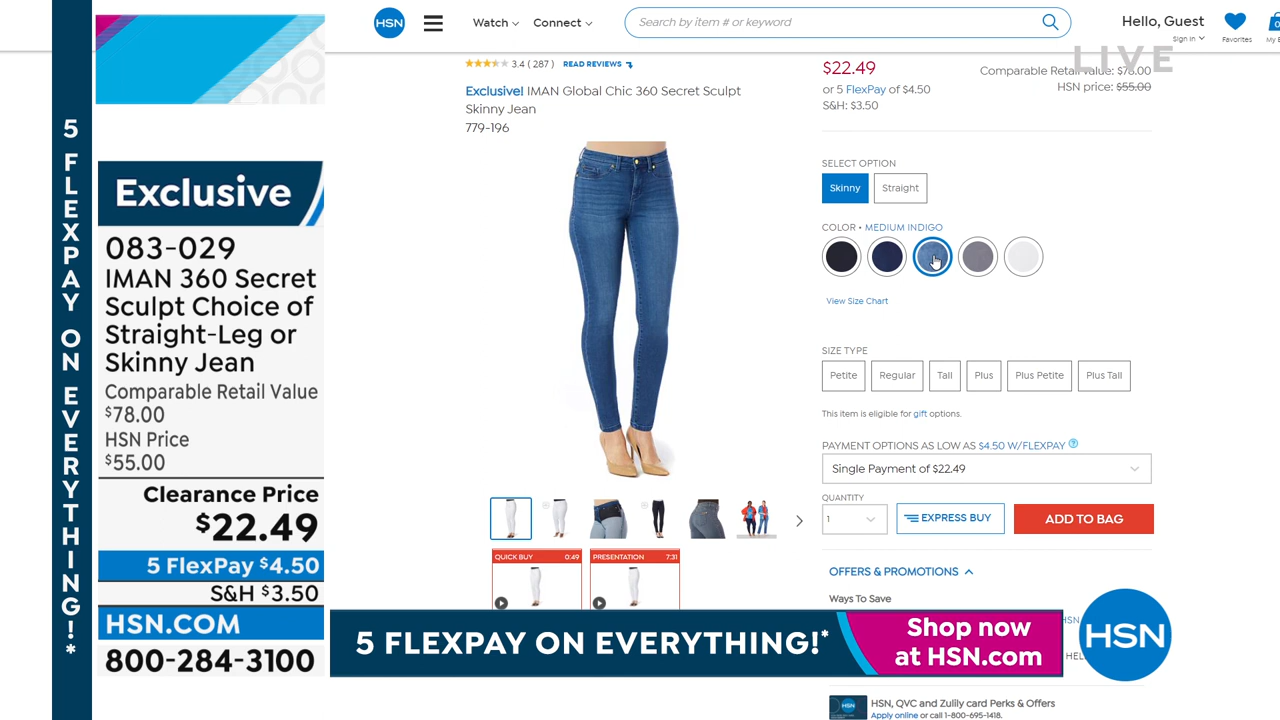 5 FLEXPAY ON EVERYTHING!*
Exclusive
083-029
IMAN 360 Secret
Sculpt Choice of
Straight-Leg or
Skinny Jean
Comparable Retail Value
$78.00
HSN Price
$55.00
Clearance Price
$22.49
5 FlexPay $4.50
S&H $3.50
HSN.COM
800-284-3100
HSN
Watch
Connect
Search by item # or keyword
Hello, Guest
Sign In
Favorites
LIVE
3.4 ( 287 ) READ REVIEWS
Exclusive! IMAN Global Chic 360 Secret Sculpt
Skinny Jean
779-196
$22.49
or 5 FlexPay of $4.50
S&H: $3.50
Comparable Retail Value: $78.00
HSN price: $55.00
SELECT OPTION
Skinny Straight
COLOR • MEDIUM INDIGO
View Size Chart
SIZE TYPE
Petite Regular Tall Plus Plus Petite Plus Tall
This item is eligible for gift options.
PAYMENT OPTIONS AS LOW AS $4.50 W/FLEXPAY
Single Payment of $22.49
QUANTITY
1
EXPRESS BUY
ADD TO BAG
QUICK BUY 0:49
PRESENTATION 7:31
OFFERS & PROMOTIONS
Ways To Save
5 FLEXPAY ON EVERYTHING!*
Shop now
at HSN.com
HSN
HSN
HSN, QVC and Zulily card Perks & Offers
Apply online or call 1-800-695-1418.